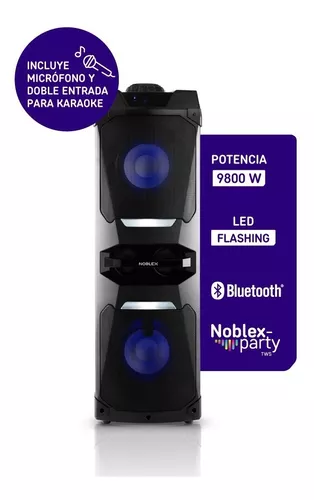 INCLUYE
MICRÓFONO Y
DOBLE ENTRADA
PARA KARAOKE
POTENCIA
9800 W
LED
FLASHING
Bluetooth®
Noblex-
party
TWS
NOBLEX